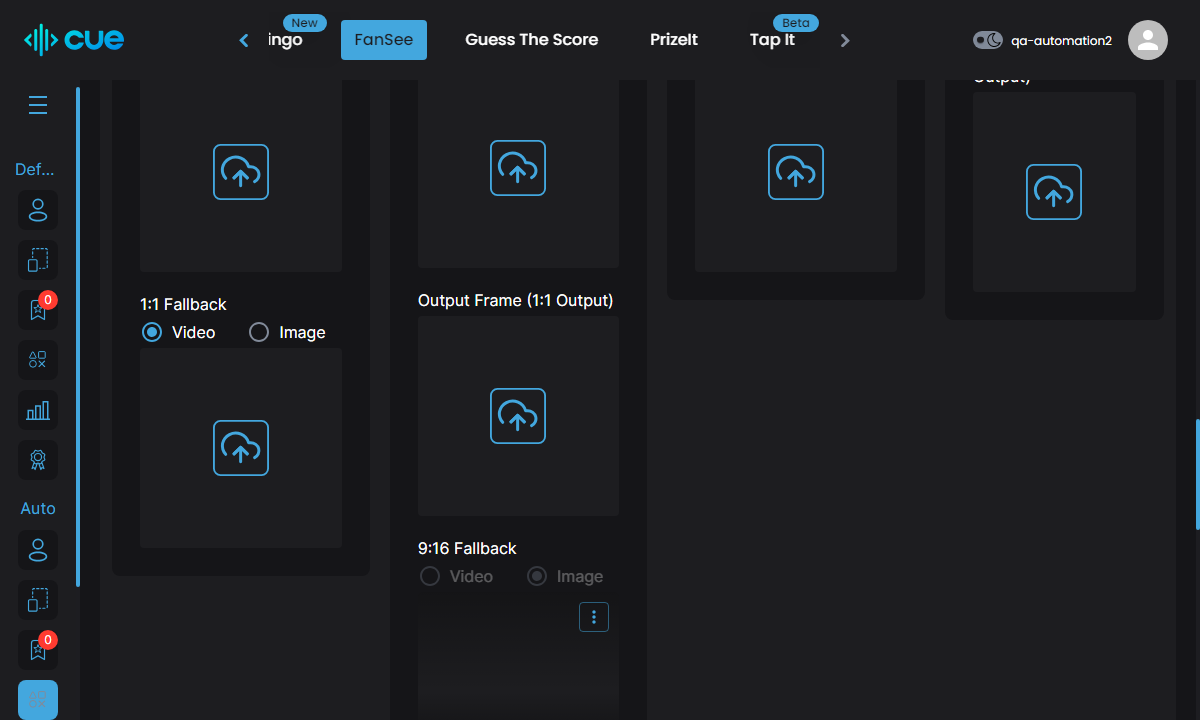 cue
New
ingo
FanSee
Guess The Score
PrizeIt
Beta
Tap It
qa-automation2
Def...
0
Auto
0
Output)
1:1 Fallback
Video
Image
Output Frame (1:1 Output)
9:16 Fallback
Video
Image